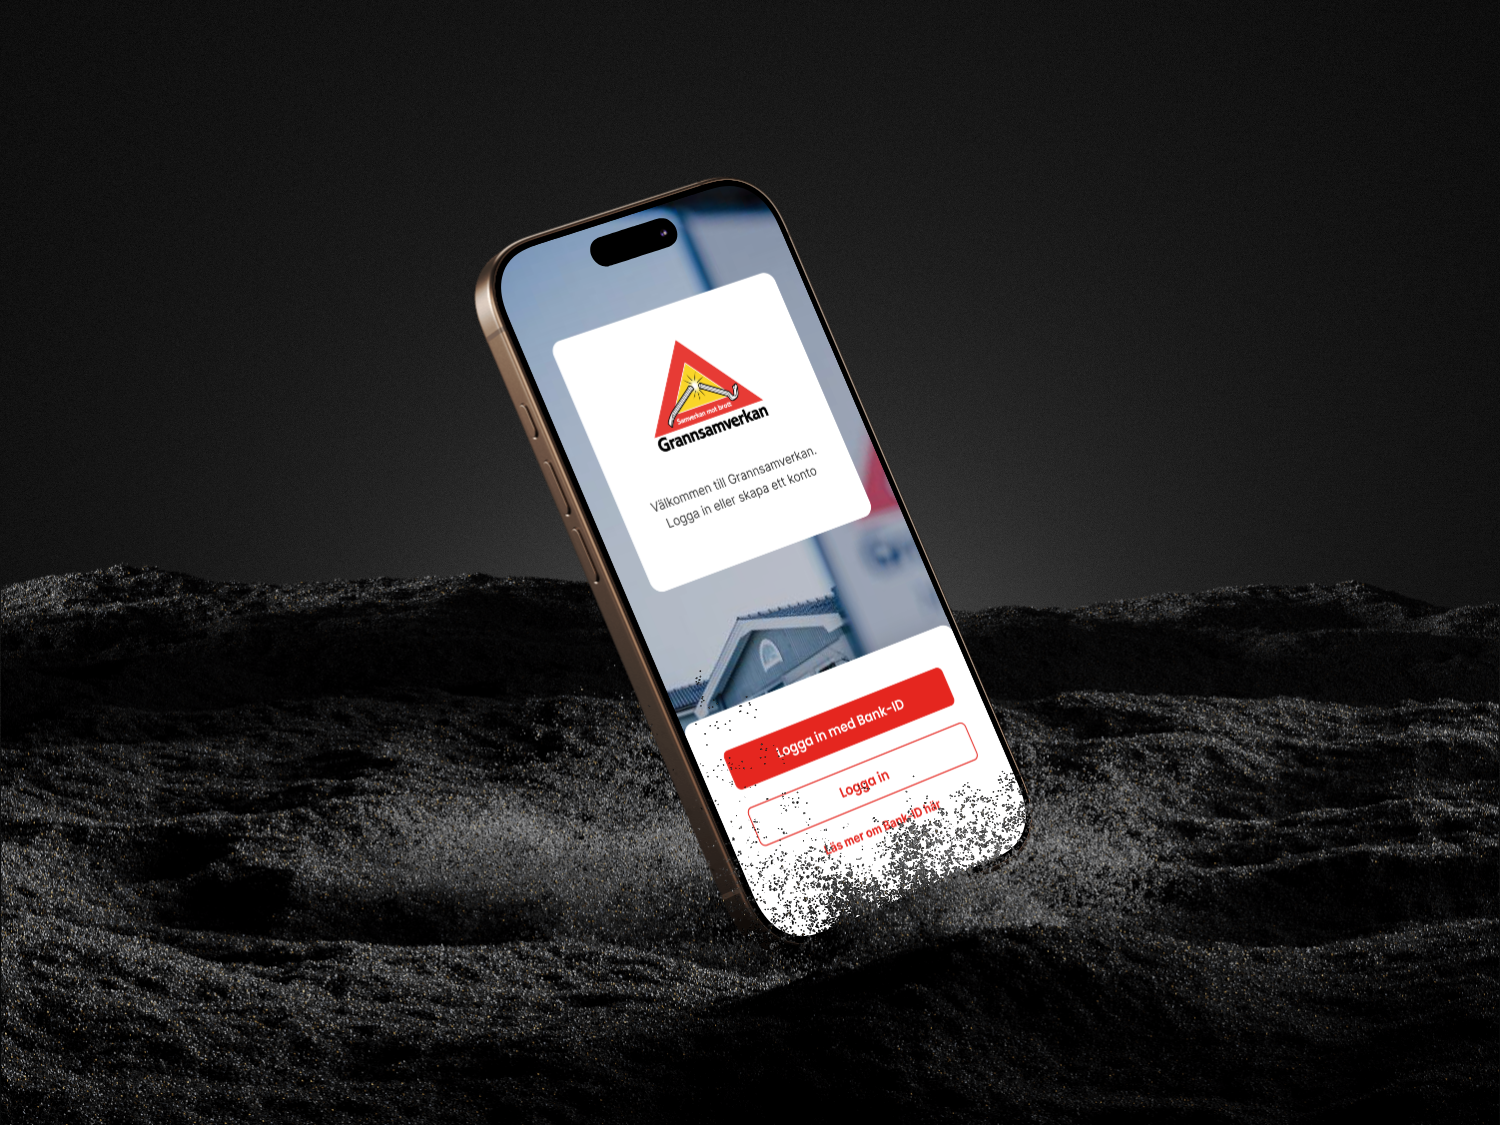 Samverkan mot brott
Grannsamverkan
Välkommen till Grannsamverkan.
Logga in eller skapa ett konto
Logga in med Bank-ID
Logga in
Läs mer om Bank-ID här